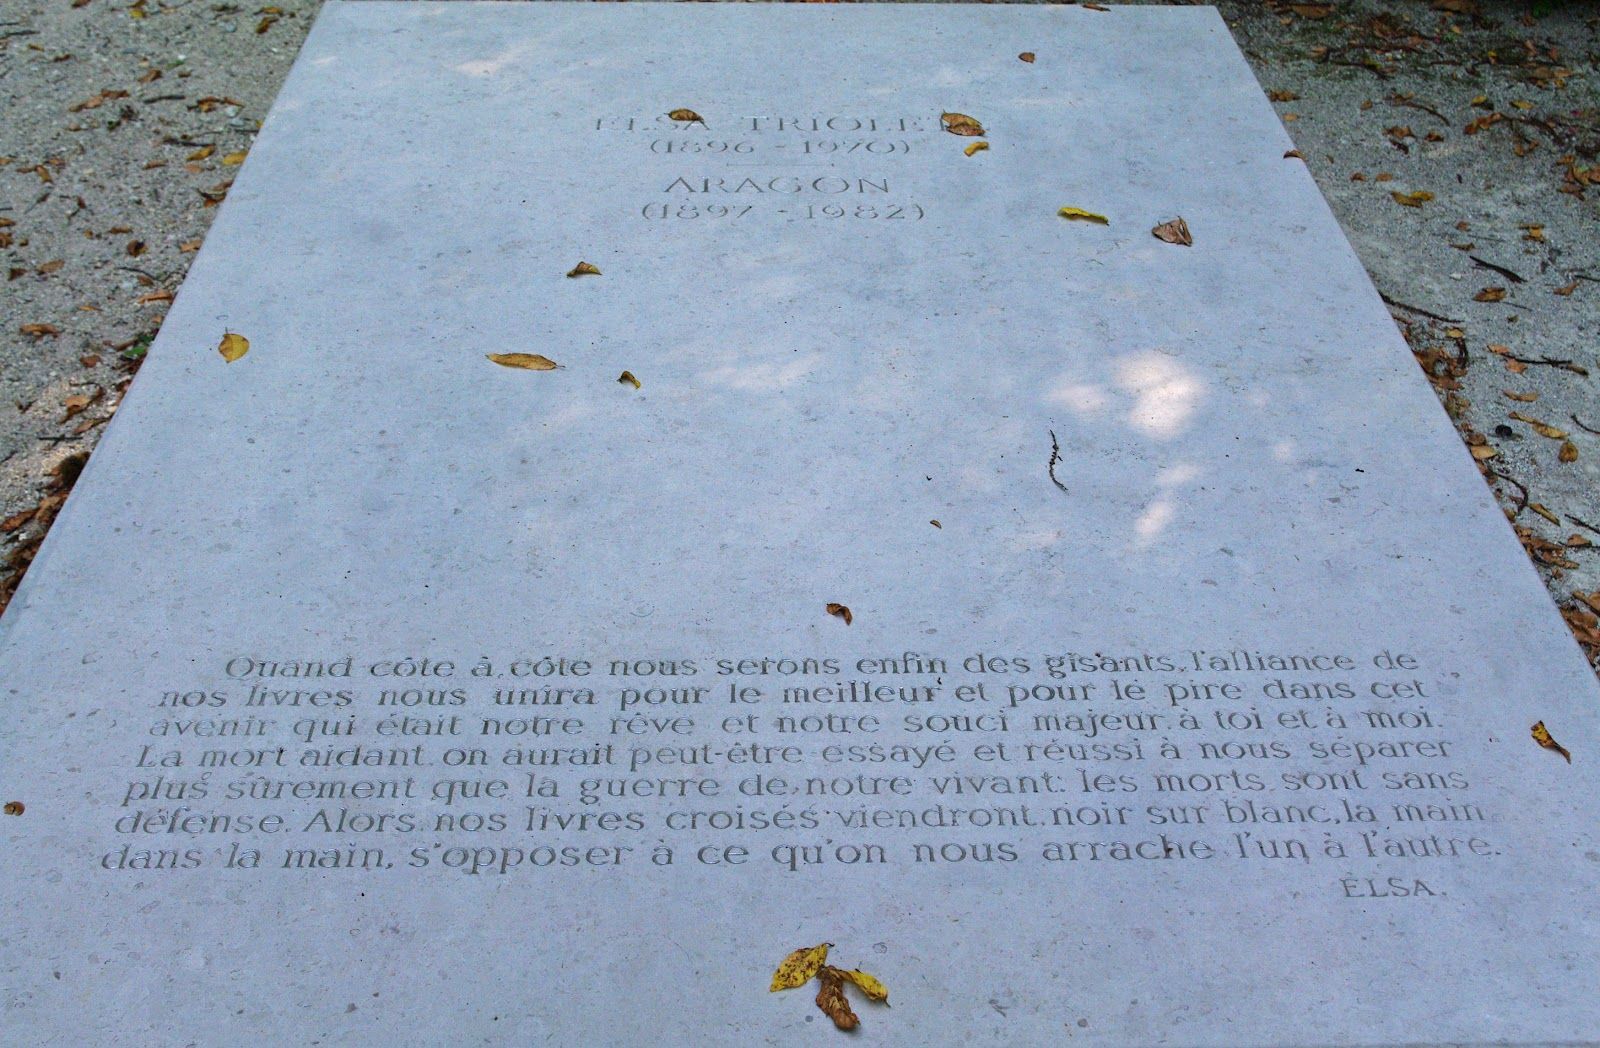 ELSA TRIOLET
(1896 - 1970)
ARAGON
(1897 - 1982)
Quand côte à côte nous serons enfin des gisants, l'alliance de
nos livres nous unira pour le meilleur et pour le pire dans cet
avenir qui était notre rêve et notre souci majeur, à toi et à moi.
La mort aidant, on aurait peut-être essayé et réussi à nous séparer
plus sûrement que la guerre de notre vivant: les morts sont sans
défense. Alors nos livres croisés viendront, noir sur blanc, la main
dans la main, s'opposer à ce qu'on nous arrache l'un à l'autre.
ELSA.